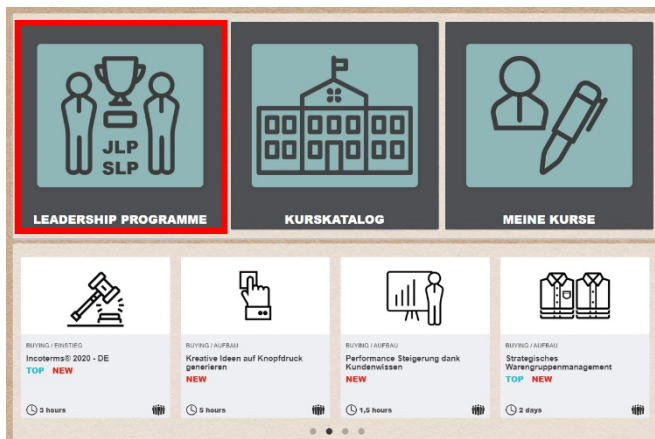 JLP
SLP
LEADERSHIP PROGRAMME
KURSKATALOG
MEINE KURSE
BUYING / EINSTIEG
Incoterms® 2020 - DE
TOP NEW
3 hours
BUYING / AUFBAU
Kreative Ideen auf Knopfdruck
generieren
NEW
5 hours
BUYING / AUFBAU
Performance Steigerung dank
Kundenwissen
NEW
1,5 hours
BUYING / AUFBAU
Strategisches
Warengruppenmanagement
TOP NEW
2 days